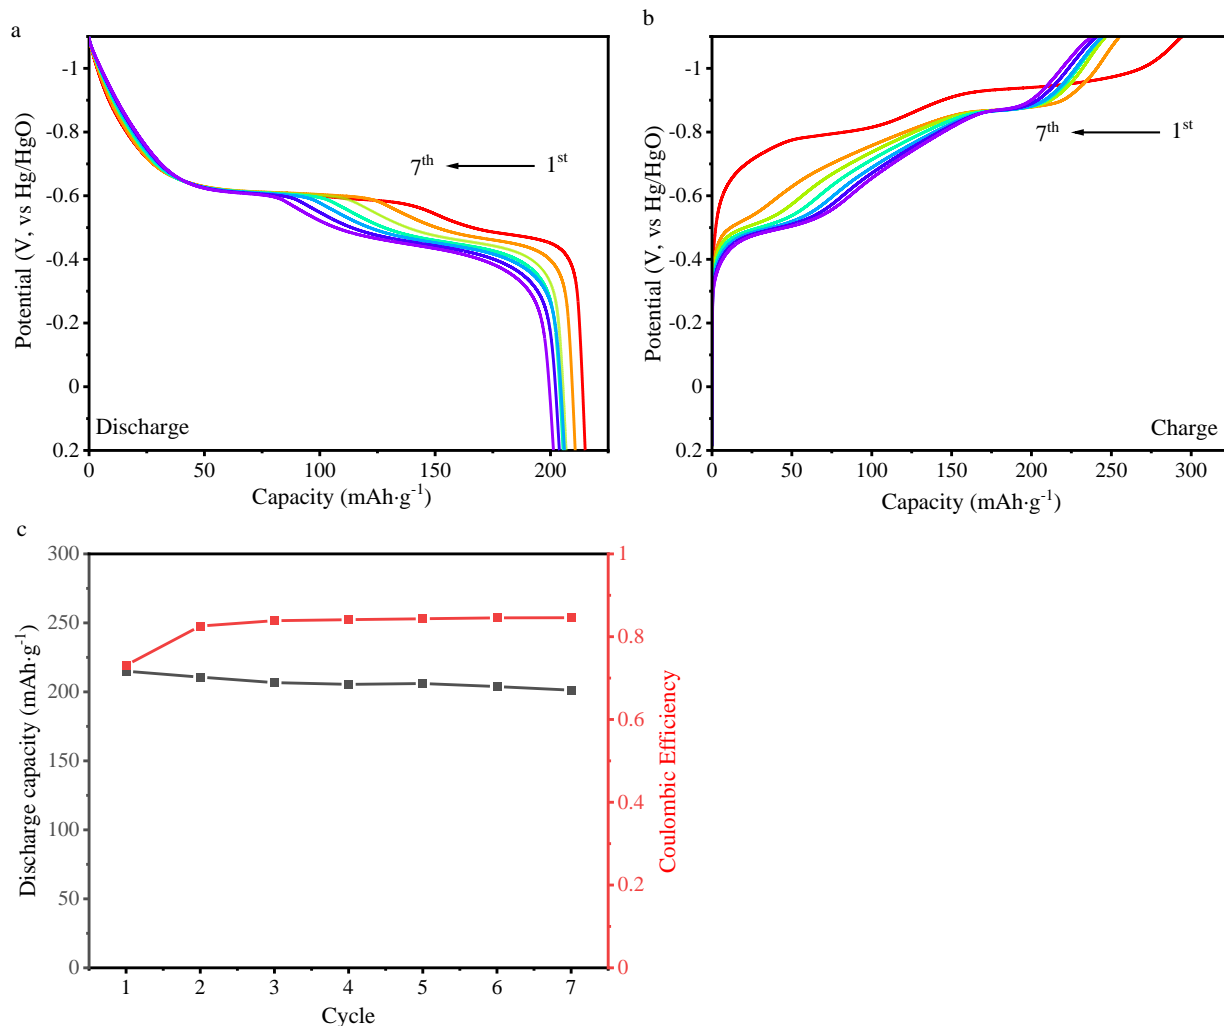 a
Potential (V, vs Hg/HgO)
-1
-0.8
-0.6
-0.4
-0.2
0
0.2
7th
1st
Discharge
0
50
100
150
200
Capacity (mAh·g-1)
b
Potential (V, vs Hg/HgO)
-1
-0.8
-0.6
-0.4
-0.2
0
0.2
7th
1st
Charge
0
50
100
150
200
250
300
Capacity (mAh·g-1)
c
Discharge capacity (mAh·g-1)
300
250
200
150
100
50
0
1
0.8
0.6
0.4
0.2
0
Coulombic Efficiency
1
2
3
4
5
6
7
Cycle